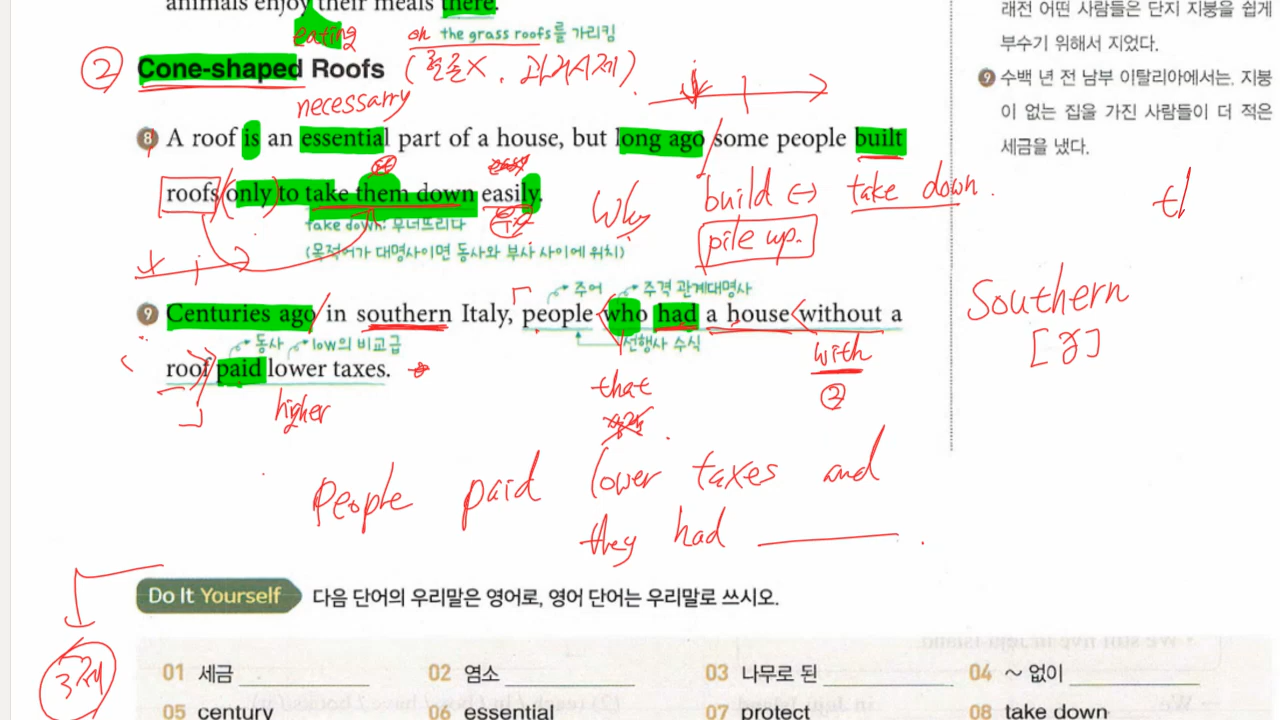 animals enjoy their meals there.
eating
on the grass roofs를 가리킴
② Cone-shaped Roofs (현존X, 과거시제).
necessarry
⑧ A roof is an essential part of a house, but long ago some people built
roofs (only) to take them down easily.
take down: 무너뜨리다
(목적어가 대명사이면 동사와 부사 사이에 위치)
Why
build ↔ take down.
pile up.
th
주어 주격 관계대명사
⑨ Centuries ago in southern Italy, people who had a house without a
동사 low의 비교급
선행사 수식
roof paid lower taxes.
with
②
that
higher
Southern
people paid lower taxes and
they had
래전 어떤 사람들은 단지 지붕을 쉽게
부수기 위해서 지었다.
⑨ 수백 년 전 남부 이탈리아에서는, 지붕
이 없는 집을 가진 사람들이 더 적은
세금을 냈다.
Do It Yourself 다음 단어의 우리말은 영어로, 영어 단어는 우리말로 쓰시오.
01 세금 02 염소 03 나무로 된 04 ~ 없이
05 century 06 essential 07 protect 08 take down